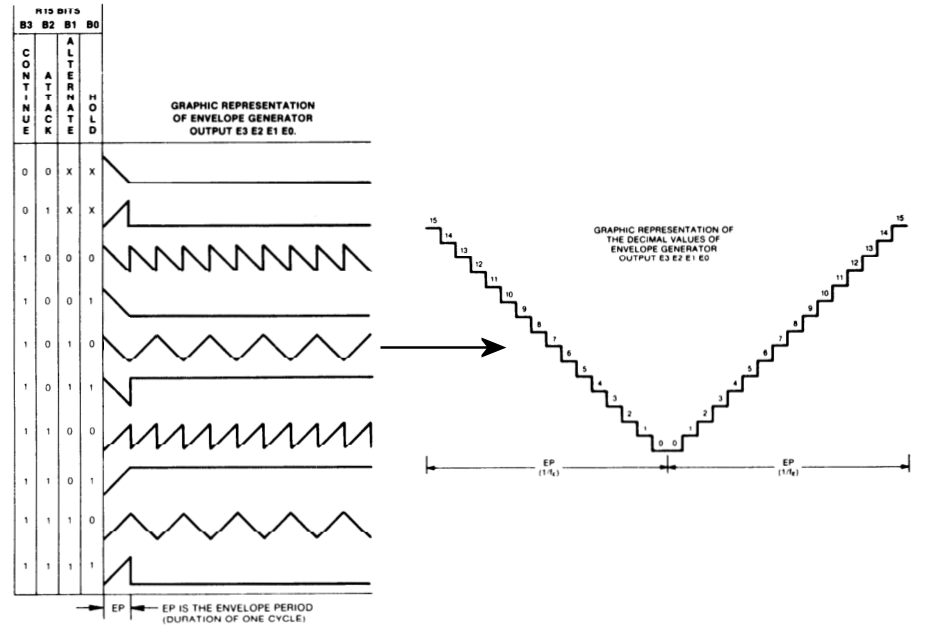 R15 BITS
B3 B2 B1 B0
CONTINUE
ATTACK
ALTERNATE
HOLD
GRAPHIC REPRESENTATION
OF ENVELOPE GENERATOR
OUTPUT E3 E2 E1 E0.
0 0 X X
0 1 X X
1 0 0 0
1 0 0 1
1 0 1 0
1 0 1 1
1 1 0 0
1 1 0 1
1 1 1 0
1 1 1 1
EP
EP IS THE ENVELOPE PERIOD
(DURATION OF ONE CYCLE)
GRAPHIC REPRESENTATION OF
THE DECIMAL VALUES OF
ENVELOPE GENERATOR
OUTPUT E3 E2 E1 E0
15 15
14 14
13 13
12 12
11 11
10 10
9 9
8 8
7 7
6 6
5 5
4 4
3 3
2 2
1 1
0 0
EP EP
(1/fE) (1/fE)